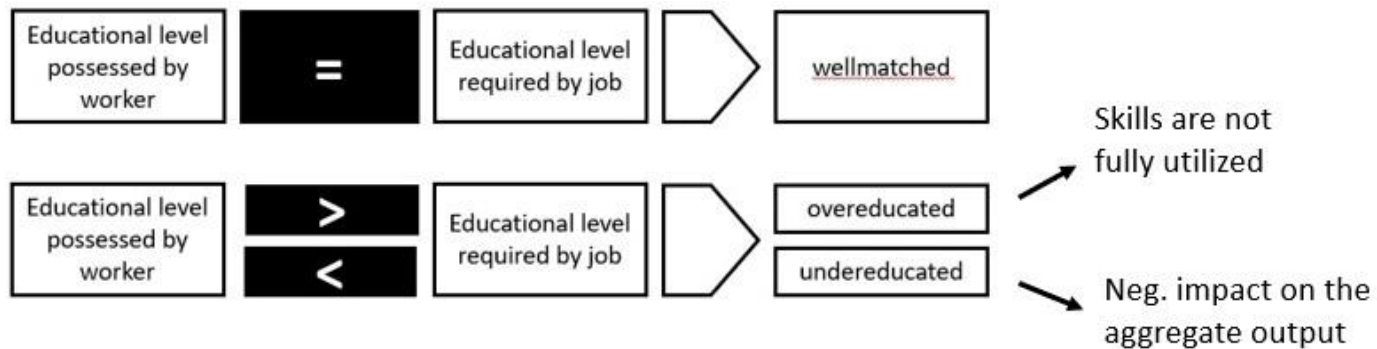 Educational level
possessed by
worker
=
Educational level
required by job
wellmatched
Skills are not
fully utilized
Educational level
possessed by
worker
>
<
Educational level
required by job
overeducated
undereducated
Neg. impact on the
aggregate output